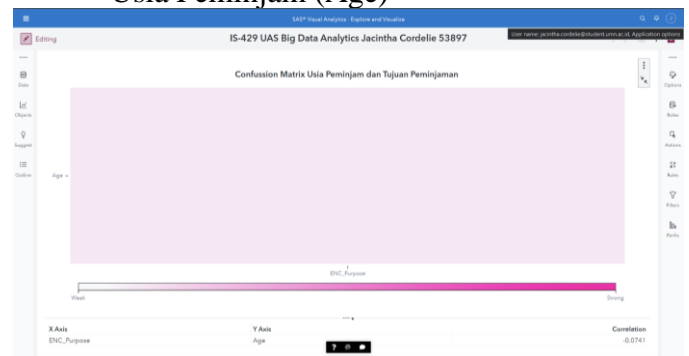 Usia Peminjam (Age)
SAS® Visual Analytics - Explore and Visualize
Editing
IS-429 UAS Big Data Analytics Jacintha Cordelie 53897
User name: jacintha.cordelie@student.umn.ac.id, Application options
Confussion Matrix Usia Peminjam dan Tujuan Peminjaman
Data
Objects
Suggest
Outline
Options
Roles
Actions
Rules
Filters
Ranks
Age
ENC_Purpose
Weak
Strong
X Axis Y Axis Correlation
ENC_Purpose Age -0.0741